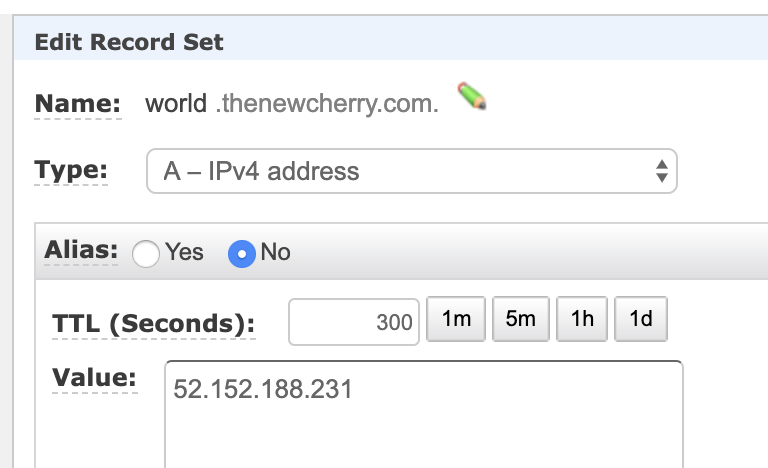 Edit Record Set
Name: world .thenewcherry.com.
Type: A – IPv4 address
Alias: Yes No
TTL (Seconds): 300 1m 5m 1h 1d
Value: 52.152.188.231